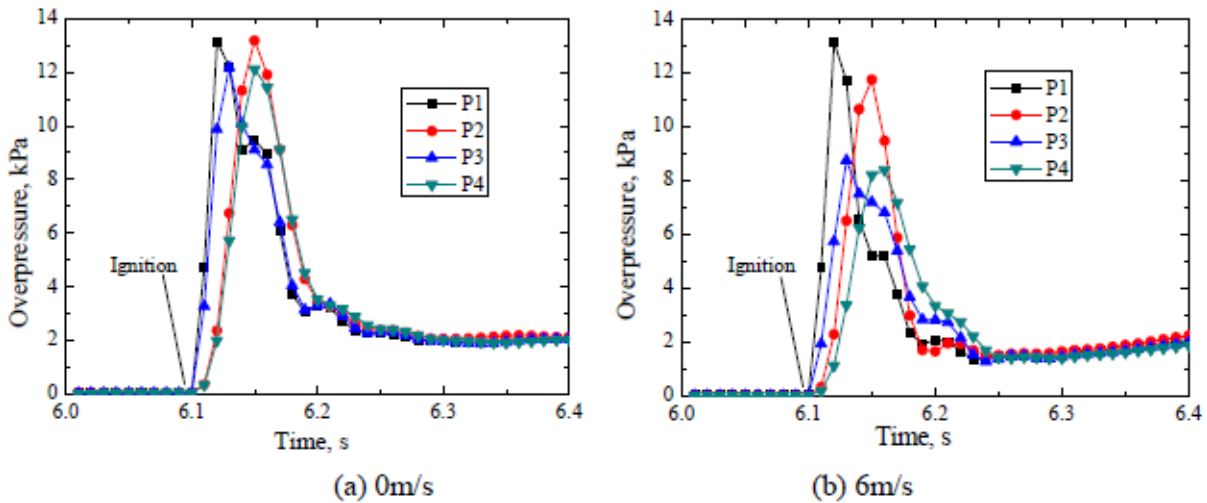 14
12
10
8
6
4
2
0
Overpressure, kPa
P1
P2
P3
P4
Ignition
6.0
6.1
6.2
6.3
6.4
Time, s
(a) 0m/s
14
12
10
8
6
4
2
0
Overpressure, kPa
P1
P2
P3
P4
Ignition
6.0
6.1
6.2
6.3
6.4
Time, s
(b) 6m/s